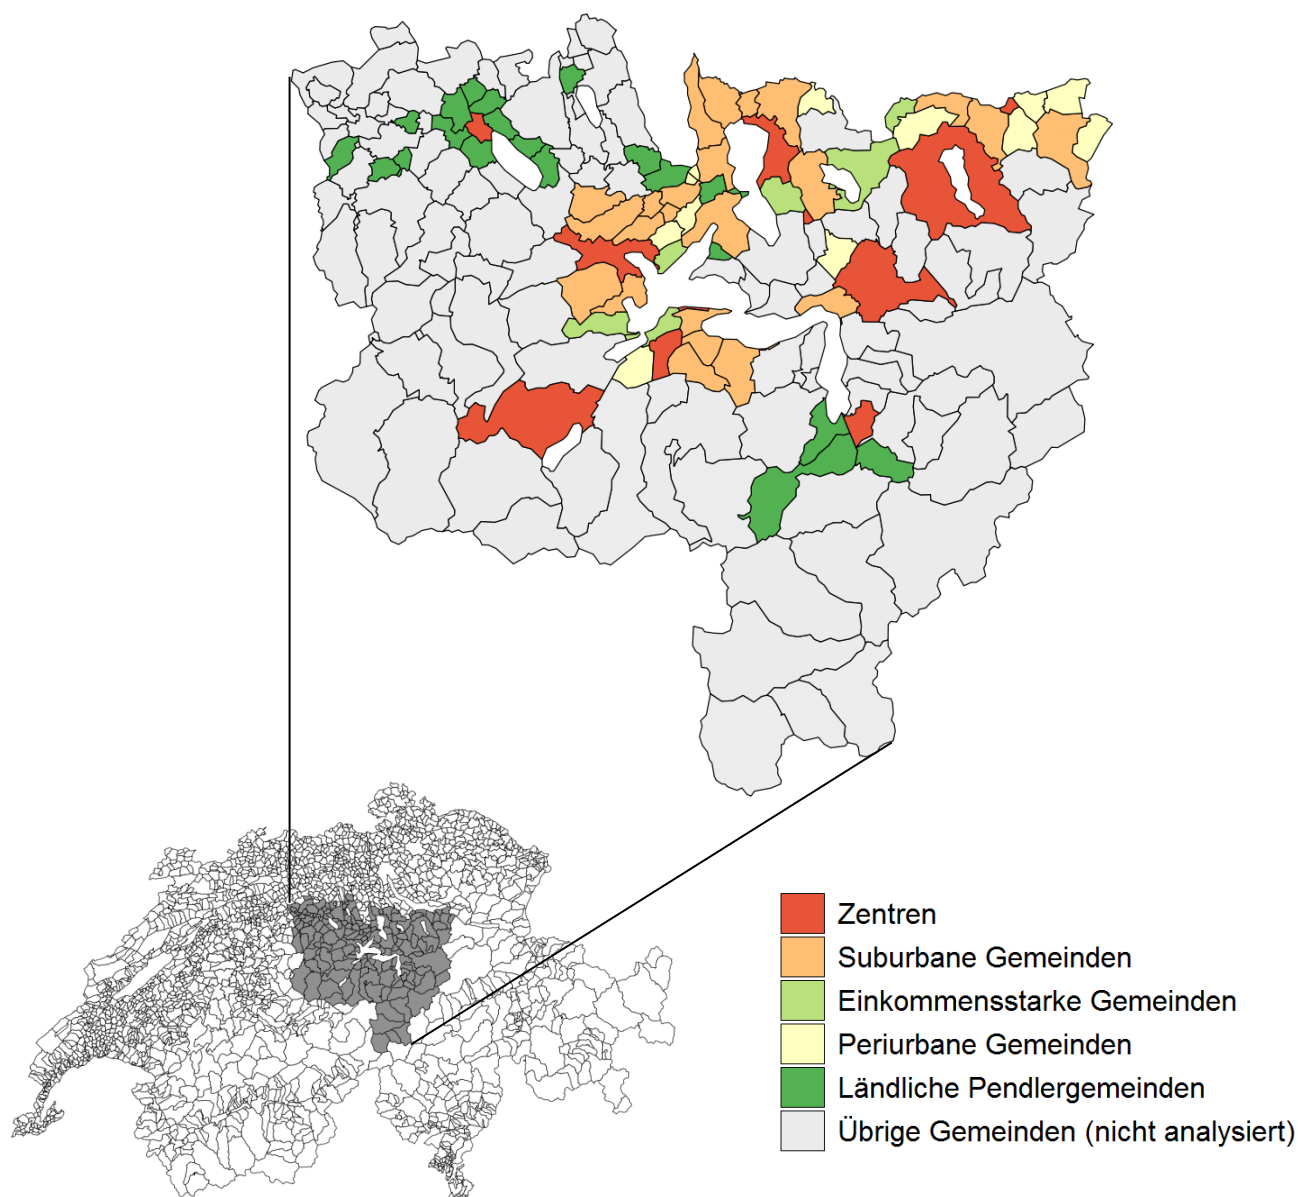 Zentren
Suburbane Gemeinden
Einkommensstarke Gemeinden
Periurbane Gemeinden
Ländliche Pendlergemeinden
Übrige Gemeinden (nicht analysiert)